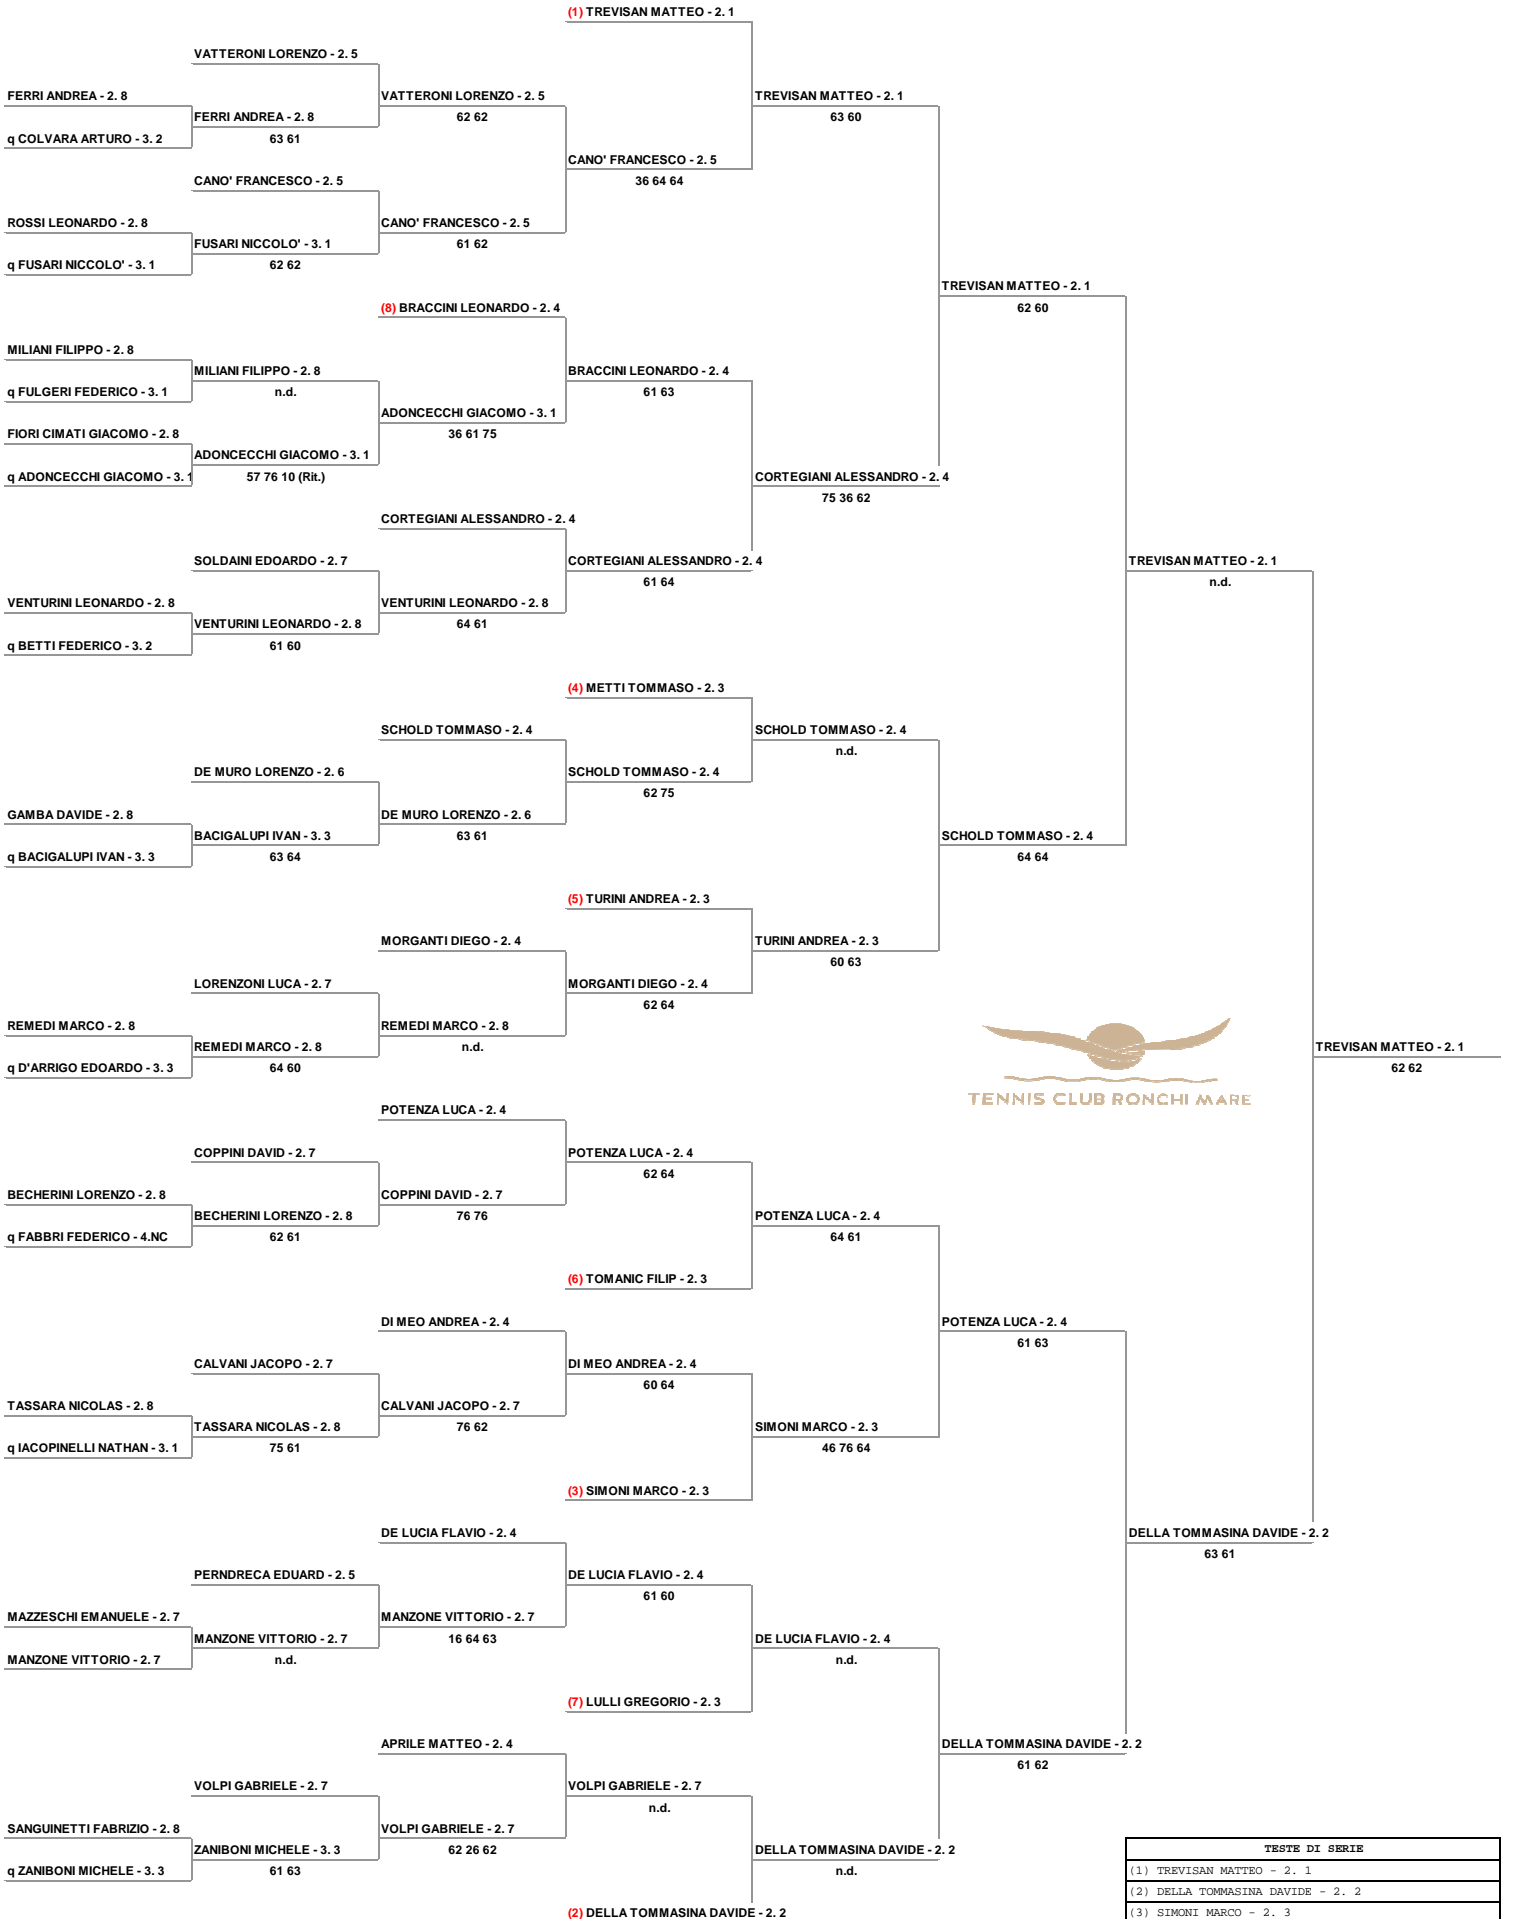 (1) TREVISAN MATTEO - 2. 1
VATTERONI LORENZO - 2. 5
FERRI ANDREA - 2. 8
VATTERONI LORENZO - 2. 5
TREVISAN MATTEO - 2. 1
FERRI ANDREA - 2. 8
62 62
63 60
q COLVARA ARTURO - 3. 2
63 61
CANO' FRANCESCO - 2. 5
CANO' FRANCESCO - 2. 5
36 64 64
ROSSI LEONARDO - 2. 8
CANO' FRANCESCO - 2. 5
FUSARI NICCOLO' - 3. 1
61 62
q FUSARI NICCOLO' - 3. 1
62 62
TREVISAN MATTEO - 2. 1
(8) BRACCINI LEONARDO - 2. 4
62 60
MILIANI FILIPPO - 2. 8
MILIANI FILIPPO - 2. 8
BRACCINI LEONARDO - 2. 4
q FULGERI FEDERICO - 3. 1
n.d.
61 63
ADONCECCHI GIACOMO - 3. 1
FIORI CIMATI GIACOMO - 2. 8
36 61 75
ADONCECCHI GIACOMO - 3. 1
q ADONCECCHI GIACOMO - 3. 1
57 76 10 (Rit.)
CORTEGIANI ALESSANDRO - 2. 4
75 36 62
CORTEGIANI ALESSANDRO - 2. 4
SOLDAINI EDOARDO - 2. 7
CORTEGIANI ALESSANDRO - 2. 4
TREVISAN MATTEO - 2. 1
61 64
n.d.
VENTURINI LEONARDO - 2. 8
VENTURINI LEONARDO - 2. 8
VENTURINI LEONARDO - 2. 8
64 61
q BETTI FEDERICO - 3. 2
61 60
(4) METTI TOMMASO - 2. 3
SCHOLD TOMMASO - 2. 4
SCHOLD TOMMASO - 2. 4
n.d.
DE MURO LORENZO - 2. 6
SCHOLD TOMMASO - 2. 4
62 75
GAMBA DAVIDE - 2. 8
DE MURO LORENZO - 2. 6
BACIGALUPI IVAN - 3. 3
63 61
SCHOLD TOMMASO - 2. 4
q BACIGALUPI IVAN - 3. 3
63 64
64 64
(5) TURINI ANDREA - 2. 3
MORGANTI DIEGO - 2. 4
TURINI ANDREA - 2. 3
60 63
LORENZONI LUCA - 2. 7
MORGANTI DIEGO - 2. 4
62 64
REMEDI MARCO - 2. 8
REMEDI MARCO - 2. 8
REMEDI MARCO - 2. 8
n.d.
TREVISAN MATTEO - 2. 1
q D'ARRIGO EDOARDO - 3. 3
64 60
62 62
TENNIS CLUB RONCHI MARE
POTENZA LUCA - 2. 4
COPPINI DAVID - 2. 7
POTENZA LUCA - 2. 4
62 64
BECHERINI LORENZO - 2. 8
COPPINI DAVID - 2. 7
BECHERINI LORENZO - 2. 8
76 76
POTENZA LUCA - 2. 4
q FABBRI FEDERICO - 4.NC
62 61
64 61
(6) TOMANIC FILIP - 2. 3
DI MEO ANDREA - 2. 4
POTENZA LUCA - 2. 4
61 63
CALVANI JACOPO - 2. 7
DI MEO ANDREA - 2. 4
60 64
TASSARA NICOLAS - 2. 8
CALVANI JACOPO - 2. 7
TASSARA NICOLAS - 2. 8
76 62
SIMONI MARCO - 2. 3
q IACOPINELLI NATHAN - 3. 1
75 61
46 76 64
(3) SIMONI MARCO - 2. 3
DE LUCIA FLAVIO - 2. 4
DELLA TOMMASINA DAVIDE - 2. 2
63 61
PERNDRECA EDUARD - 2. 5
DE LUCIA FLAVIO - 2. 4
61 60
MAZZESCHI EMANUELE - 2. 7
MANZONE VITTORIO - 2. 7
MANZONE VITTORIO - 2. 7
16 64 63
DE LUCIA FLAVIO - 2. 4
MANZONE VITTORIO - 2. 7
n.d.
n.d.
(7) LULLI GREGORIO - 2. 3
APRILE MATTEO - 2. 4
DELLA TOMMASINA DAVIDE - 2. 2
61 62
VOLPI GABRIELE - 2. 7
VOLPI GABRIELE - 2. 7
n.d.
SANGUINETTI FABRIZIO - 2. 8
VOLPI GABRIELE - 2. 7
ZANIBONI MICHELE - 3. 3
62 26 62
DELLA TOMMASINA DAVIDE - 2. 2
q ZANIBONI MICHELE - 3. 3
61 63
n.d.
(2) DELLA TOMMASINA DAVIDE - 2. 2
TESTE DI SERIE
(1) TREVISAN MATTEO - 2. 1
(2) DELLA TOMMASINA DAVIDE - 2. 2
(3) SIMONI MARCO - 2. 3